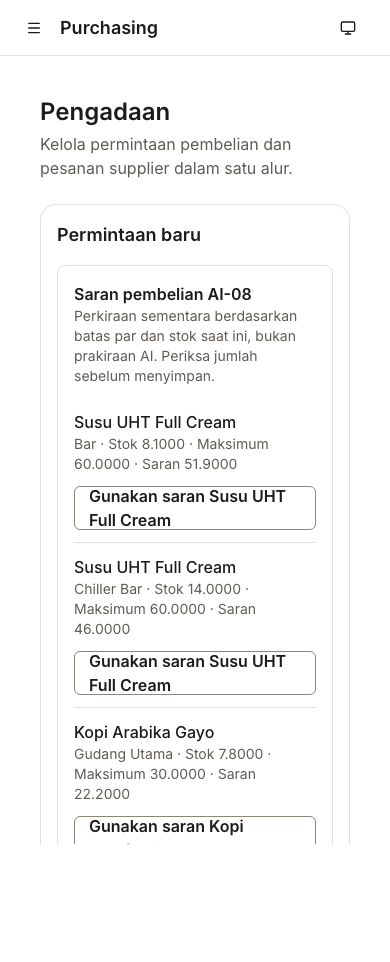 Purchasing
Pengadaan
Kelola permintaan pembelian dan
pesanan supplier dalam satu alur.
Permintaan baru
Saran pembelian AI-08
Perkiraan sementara berdasarkan
batas par dan stok saat ini, bukan
prakiraan AI. Periksa jumlah
sebelum menyimpan.
Susu UHT Full Cream
Bar · Stok 8.1000 · Maksimum
60.0000 · Saran 51.9000
Gunakan saran Susu UHT
Full Cream
Susu UHT Full Cream
Chiller Bar · Stok 14.0000 ·
Maksimum 60.0000 · Saran
46.0000
Gunakan saran Susu UHT
Full Cream
Kopi Arabika Gayo
Gudang Utama · Stok 7.8000 ·
Maksimum 30.0000 · Saran
22.2000
Gunakan saran Kopi